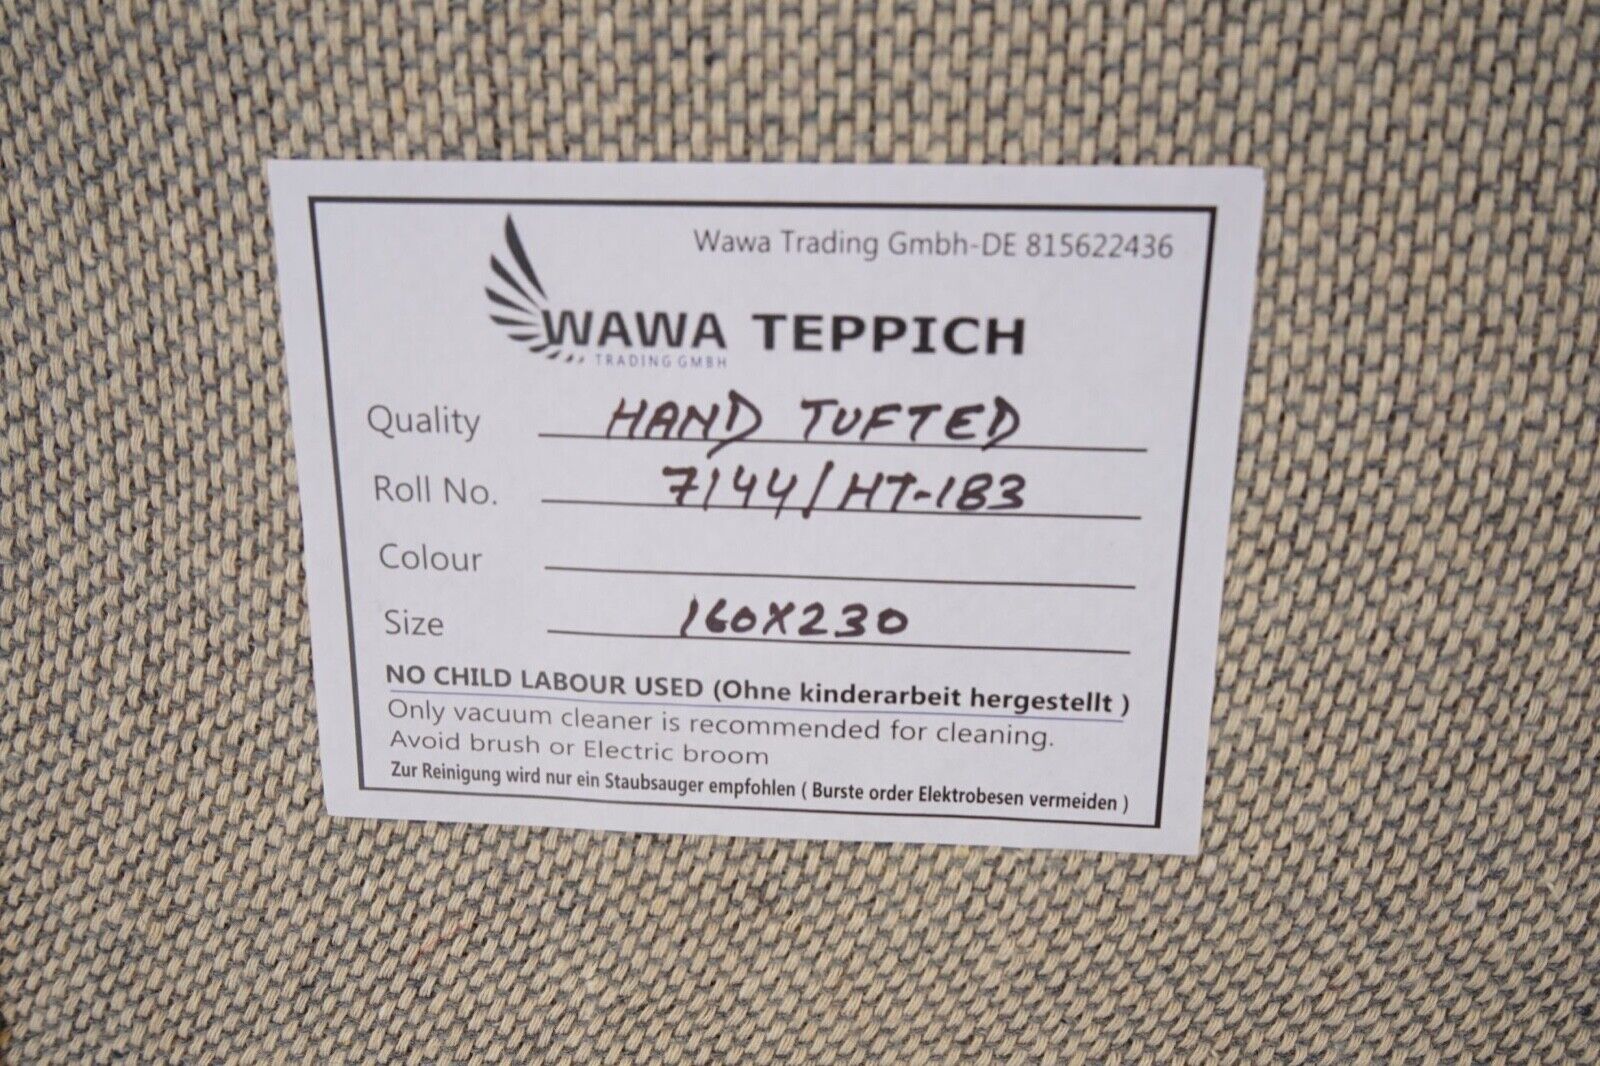 Wawa Trading Gmbh-DE 815622436
WAWA TEPPICH
TRADING GMBH
Quality HAND TUFTED
Roll No. 7144/HT-183
Colour
Size 160X230
NO CHILD LABOUR USED (Ohne kinderarbeit hergestellt )
Only vacuum cleaner is recommended for cleaning.
Avoid brush or Electric broom
Zur Reinigung wird nur ein Staubsauger empfohlen ( Burste order Elektrobesen vermeiden )